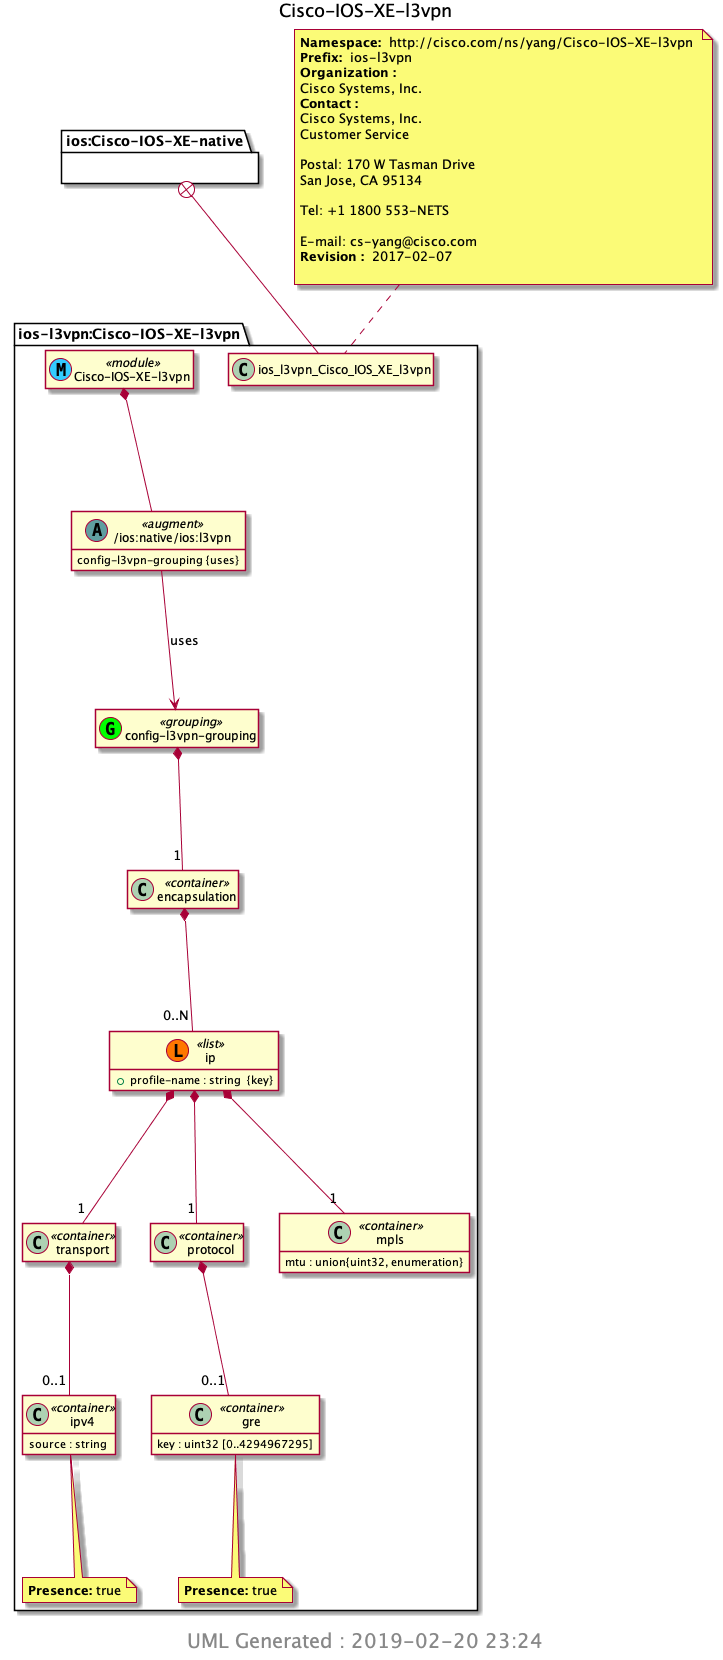 Cisco-IOS-XE-l3vpn
Namespace: http://cisco.com/ns/yang/Cisco-IOS-XE-l3vpn
Prefix: ios-l3vpn
Organization :
Cisco Systems, Inc.
Contact :
Cisco Systems, Inc.
Customer Service
Postal: 170 W Tasman Drive
San Jose, CA 95134
Tel: +1 1800 553-NETS
E-mail: cs-yang@cisco.com
Revision : 2017-02-07
ios:Cisco-IOS-XE-native
ios-l3vpn:Cisco-IOS-XE-l3vpn
M
«module»
Cisco-IOS-XE-l3vpn
C
ios_l3vpn_Cisco_IOS_XE_l3vpn
A
«augment»
/ios:native/ios:l3vpn
config-l3vpn-grouping {uses}
uses
G
«grouping»
config-l3vpn-grouping
1
C
«container»
encapsulation
0..N
L
«list»
ip
profile-name : string {key}
1
1
1
C
«container»
transport
C
«container»
protocol
C
«container»
mpls
mtu : union{uint32, enumeration}
0..1
0..1
C
«container»
ipv4
source : string
C
«container»
gre
key : uint32 [0..4294967295]
Presence: true
Presence: true
UML Generated : 2019-02-20 23:24